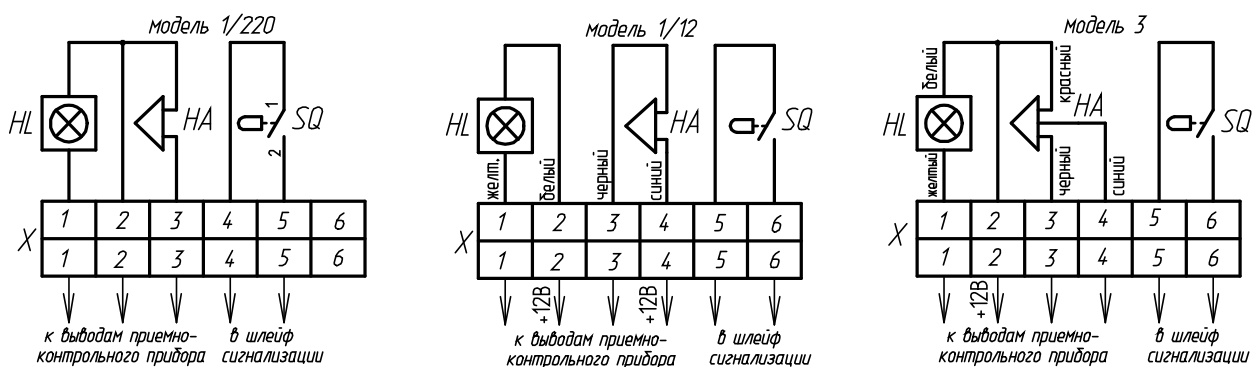 модель 1/220
HL
HA
1
SQ
2
X
1 2 3 4 5 6
1 2 3 4 5 6
к выводам приемно-
контрольного прибора
в шлейф
сигнализации
модель 1/12
HL
HA
SQ
желт.
белый
черный
синий
X
1 2 3 4 5 6
1 2 3 4 5 6
+12В
+12В
к выводам приемно-
контрольного прибора
в шлейф
сигнализации
модель 3
белый
красный
HL
HA
SQ
желтый
черный
синий
X
1 2 3 4 5 6
1 2 3 4 5 6
+12В
к выводам приемно-
контрольного прибора
в шлейф
сигнализации